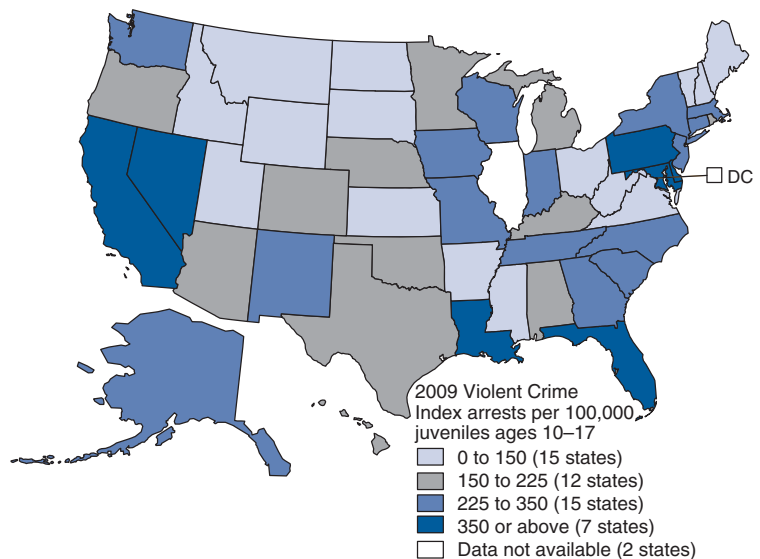 DC
2009 Violent Crime
Index arrests per 100,000
juveniles ages 10–17
0 to 150 (15 states)
150 to 225 (12 states)
225 to 350 (15 states)
350 or above (7 states)
Data not available (2 states)